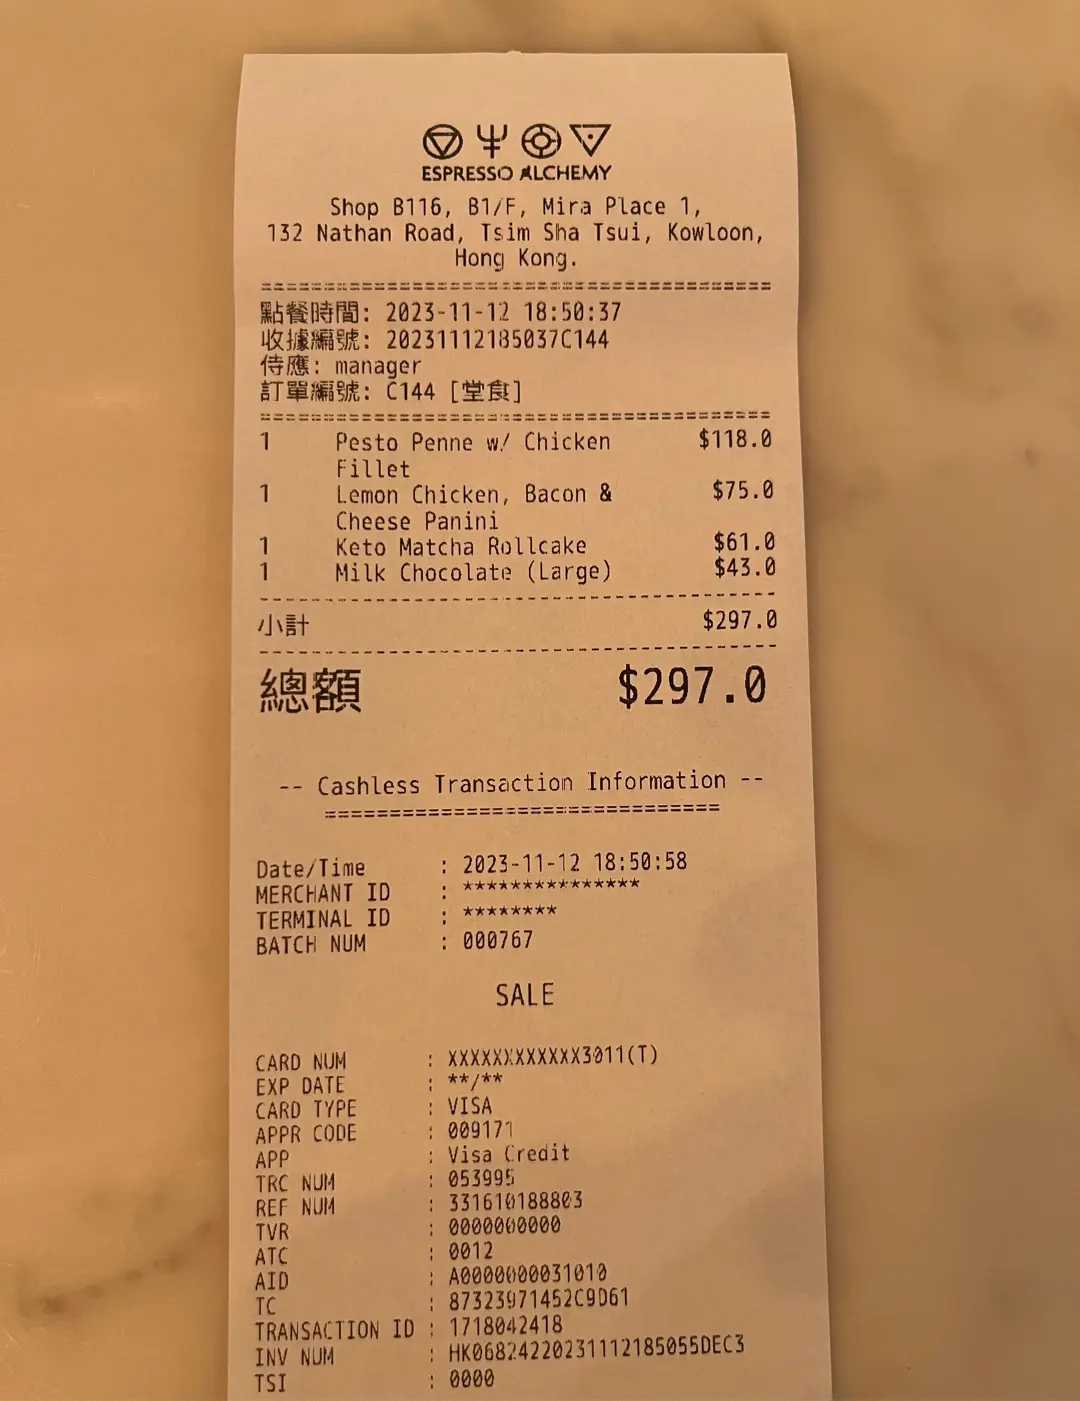 ESPRESSO ALCHEMY
Shop B116, B1/F, Mira Place 1,
132 Nathan Road, Tsim Sha Tsui, Kowloon,
Hong Kong.
========================================
點餐時間: 2023-11-12 18:50:37
收據編號: 20231112185037C144
侍應: manager
訂單編號: C144 [堂食]
========================================
1 Pesto Penne w/ Chicken $118.0
Fillet
1 Lemon Chicken, Bacon & $75.0
Cheese Panini
1 Keto Matcha Rollcake $61.0
1 Milk Chocolate (Large) $43.0
----------------------------------------
小計 $297.0
----------------------------------------
總額 $297.0
-- Cashless Transaction Information --
==============================
Date/Time : 2023-11-12 18:50:58
MERCHANT ID : ***************
TERMINAL ID : ********
BATCH NUM : 000767
SALE
CARD NUM : XXXXXXXXXXXX3011(T)
EXP DATE : **/**
CARD TYPE : VISA
APPR CODE : 009171
APP : Visa Credit
TRC NUM : 053995
REF NUM : 331610188803
TVR : 0000000000
ATC : 0012
AID : A0000000031010
TC : 87323971452C9D61
TRANSACTION ID : 1718042418
INV NUM : HK06824220231112185055DEC3
TSI : 0000